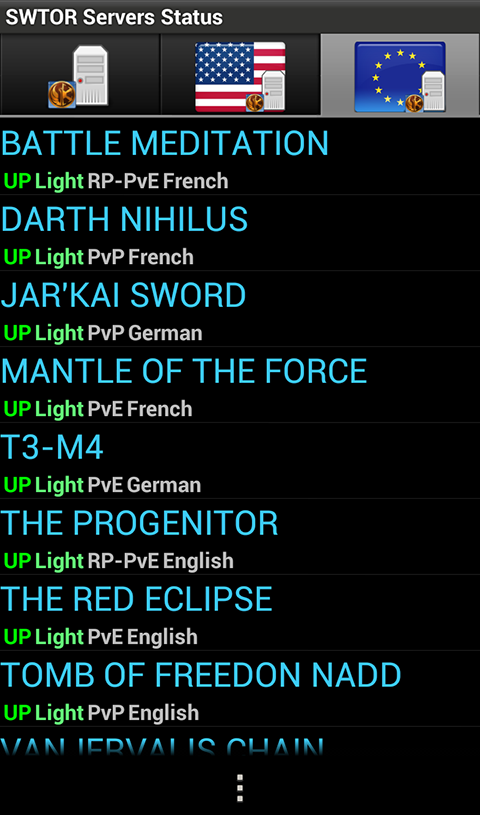 SWTOR Servers Status
BATTLE MEDITATION
UP Light RP-PvE French
DARTH NIHILUS
UP Light PvP French
JAR'KAI SWORD
UP Light PvP German
MANTLE OF THE FORCE
UP Light PvE French
T3-M4
UP Light PvE German
THE PROGENITOR
UP Light RP-PvE English
THE RED ECLIPSE
UP Light PvE English
TOMB OF FREEDON NADD
UP Light PvP English
VANJERVALIS CHAIN